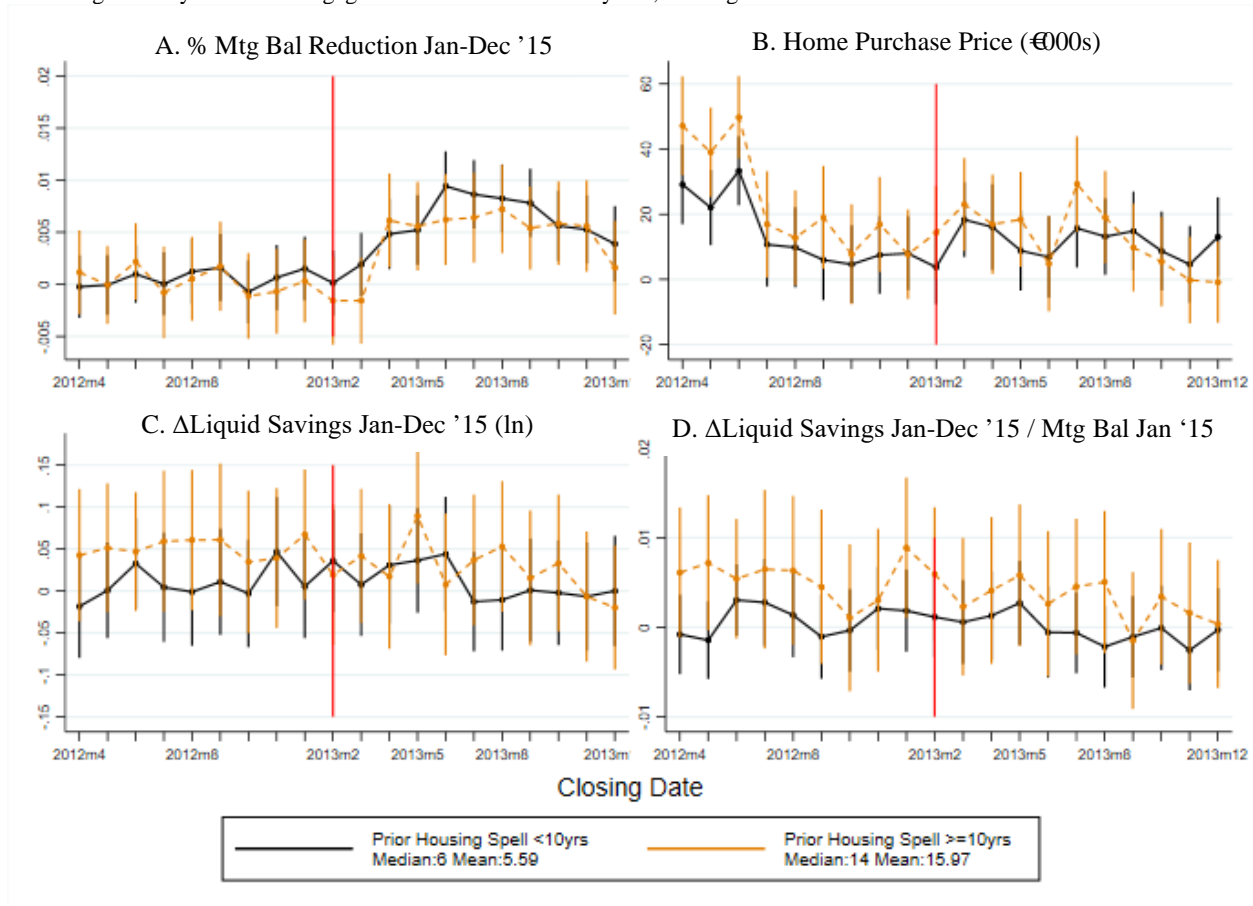 A. % Mtg Bal Reduction Jan-Dec ’15
.02
.015
.01
.005
0
-.005
2012m4 2012m8 2013m2 2013m5 2013m8 2013m
B. Home Purchase Price (€000s)
60
40
20
0
-20
2012m4 2012m8 2013m2 2013m5 2013m8 2013m12
C. ΔLiquid Savings Jan-Dec ’15 (ln)
.15
.1
.05
0
-.05
-.1
-.15
2012m4 2012m8 2013m2 2013m5 2013m8 2013m
D. ΔLiquid Savings Jan-Dec ’15 / Mtg Bal Jan ‘15
.02
.01
0
-.01
2012m4 2012m8 2013m2 2013m5 2013m8 2013m12
Closing Date
Prior Housing Spell <10yrs
Median:6 Mean:5.59
Prior Housing Spell >=10yrs
Median:14 Mean:15.97